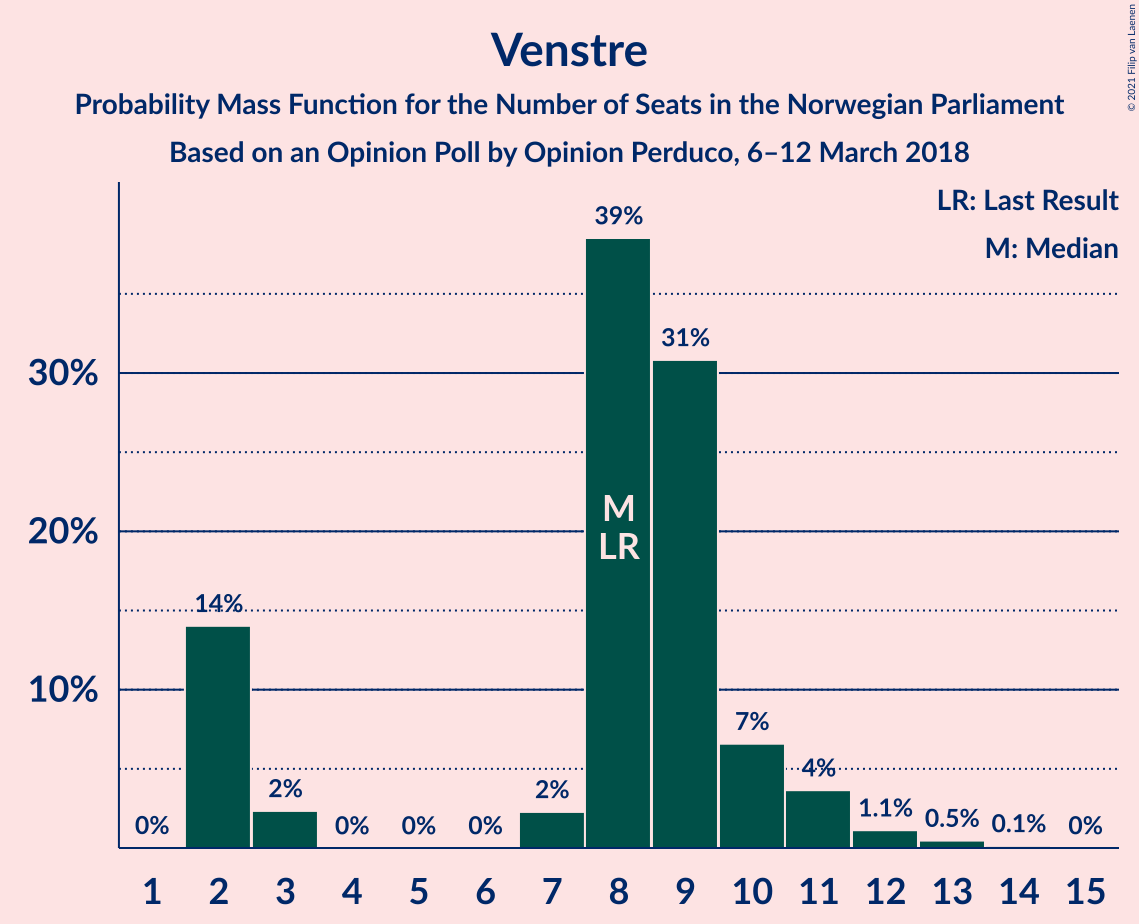 Venstre
Probability Mass Function for the Number of Seats in the Norwegian Parliament
Based on an Opinion Poll by Opinion Perduco, 6–12 March 2018
© 2021 Filip van Laenen
LR: Last Result
M: Median
39%
31%
30%
20%
M
LR
14%
10%
7%
4%
2%
2%
1.1%
0.5%
0.1%
0%
0%
0%
0%
0%
1 2 3 4 5 6 7 8 9 10 11 12 13 14 15